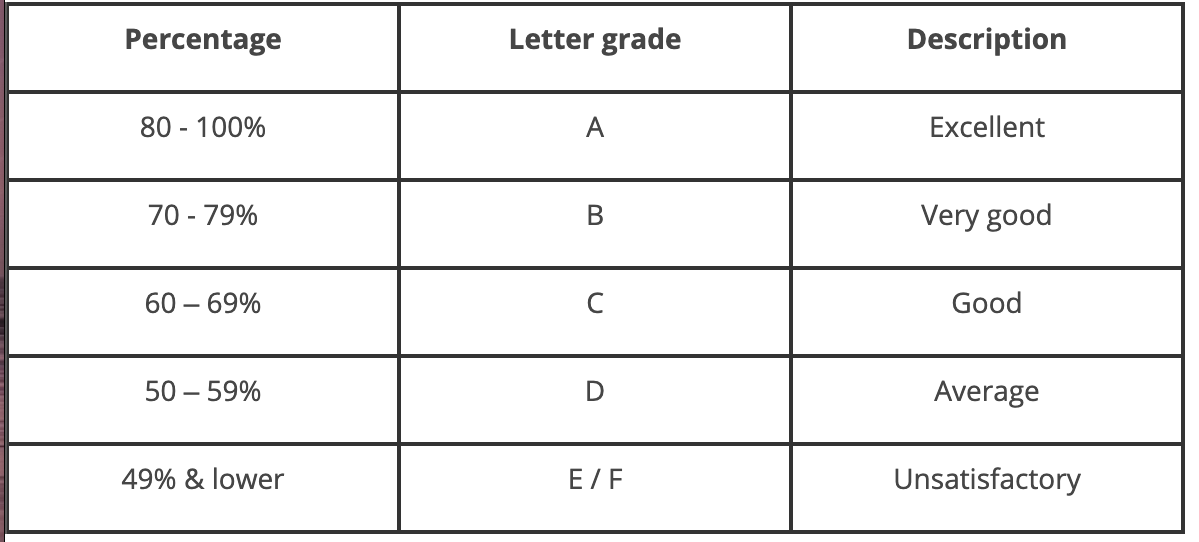 Percentage Letter grade Description
80 - 100% A Excellent
70 - 79% B Very good
60 – 69% C Good
50 – 59% D Average
49% & lower E / F Unsatisfactory